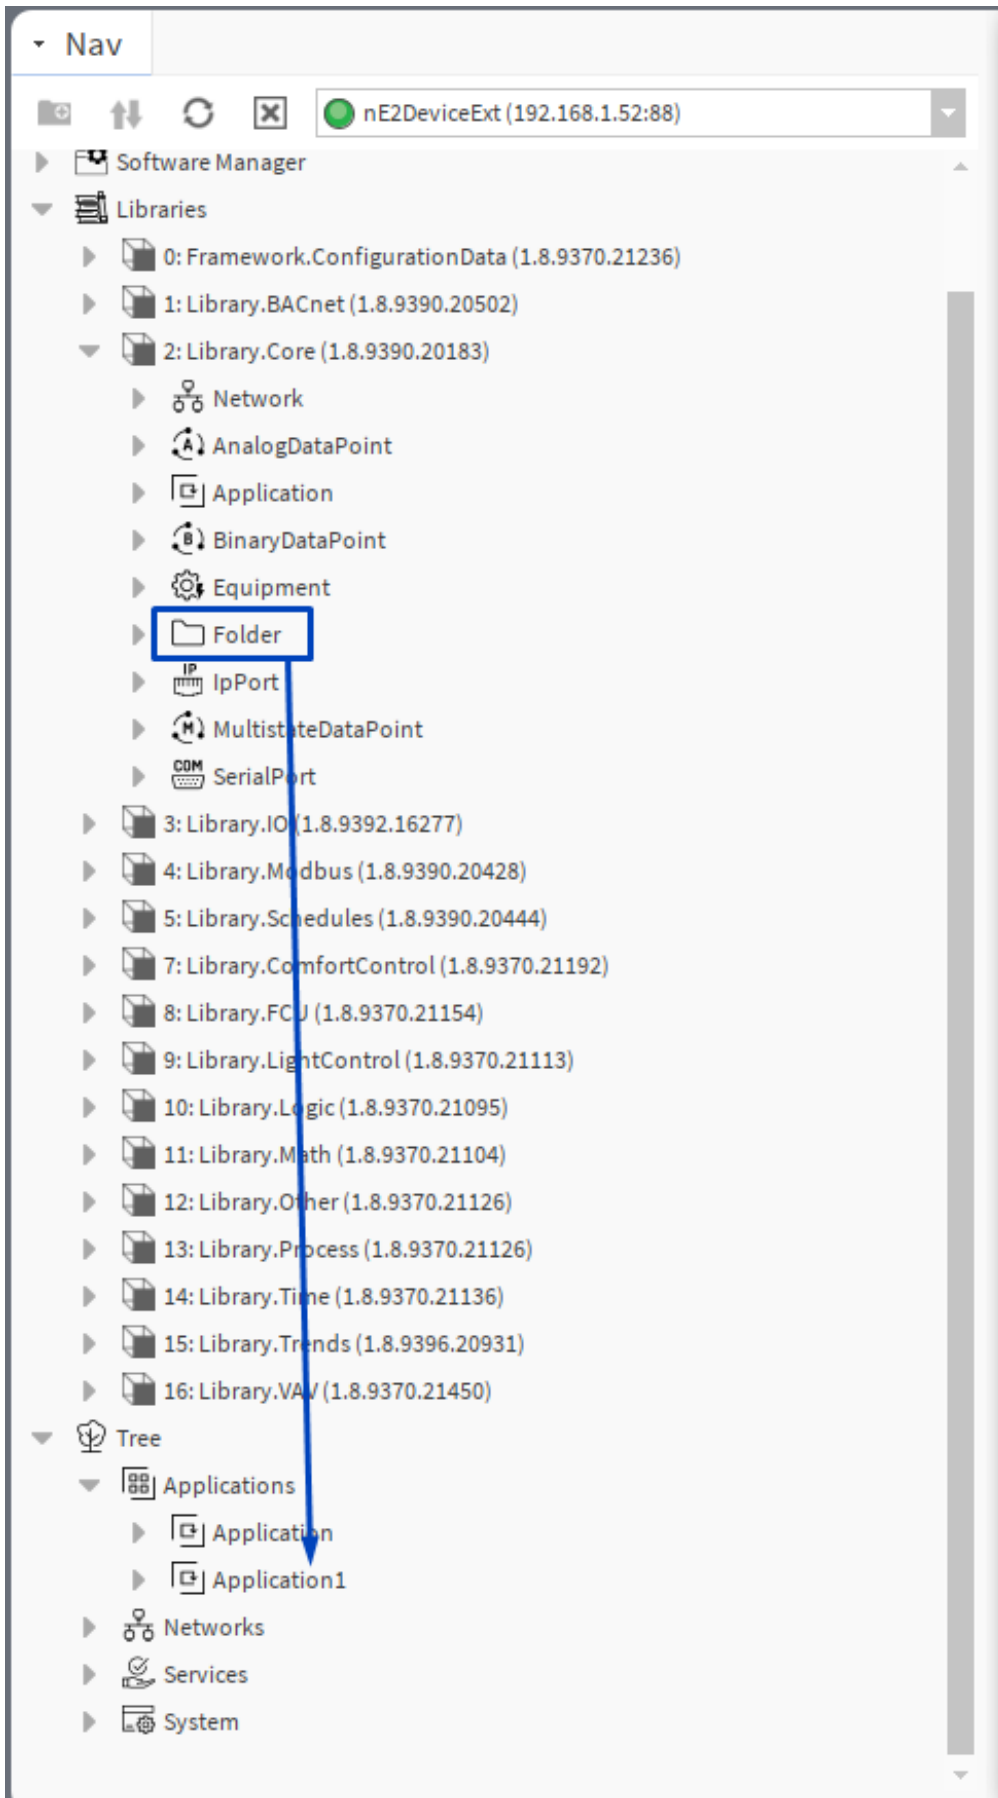 Nav
nE2DeviceExt (192.168.1.52:88)
Software Manager
Libraries
0: Framework.ConfigurationData (1.8.9370.21236)
1: Library.BACnet (1.8.9390.20502)
2: Library.Core (1.8.9390.20183)
Network
A AnalogDataPoint
Application
B BinaryDataPoint
Equipment
Folder
IP IpPort
M MultistateDataPoint
COM SerialPort
3: Library.IO (1.8.9392.16277)
4: Library.Modbus (1.8.9390.20428)
5: Library.Schedules (1.8.9390.20444)
7: Library.ComfortControl (1.8.9370.21192)
8: Library.FCU (1.8.9370.21154)
9: Library.LightControl (1.8.9370.21113)
10: Library.Logic (1.8.9370.21095)
11: Library.Math (1.8.9370.21104)
12: Library.Other (1.8.9370.21126)
13: Library.Process (1.8.9370.21126)
14: Library.Time (1.8.9370.21136)
15: Library.Trends (1.8.9396.20931)
16: Library.VAV (1.8.9370.21450)
Tree
Applications
Application
Application1
Networks
Services
System